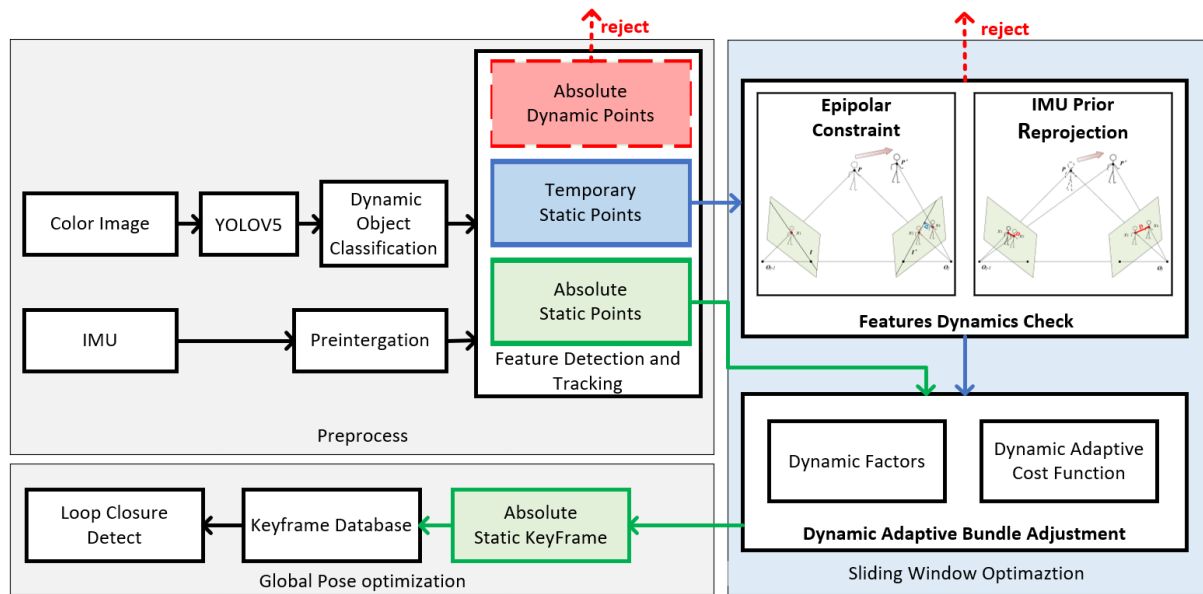 reject
reject
Absolute
Dynamic Points
Temporary
Static Points
Absolute
Static Points
Feature Detection and
Tracking
Color Image
YOLOV5
Dynamic
Object
Classification
IMU
Preintergation
Preprocess
Epipolar
Constraint
IMU Prior
Reprojection
Features Dynamics Check
Dynamic Factors
Dynamic Adaptive
Cost Function
Dynamic Adaptive Bundle Adjustment
Sliding Window Optimaztion
Loop Closure
Detect
Keyframe Database
Absolute
Static KeyFrame
Global Pose optimization